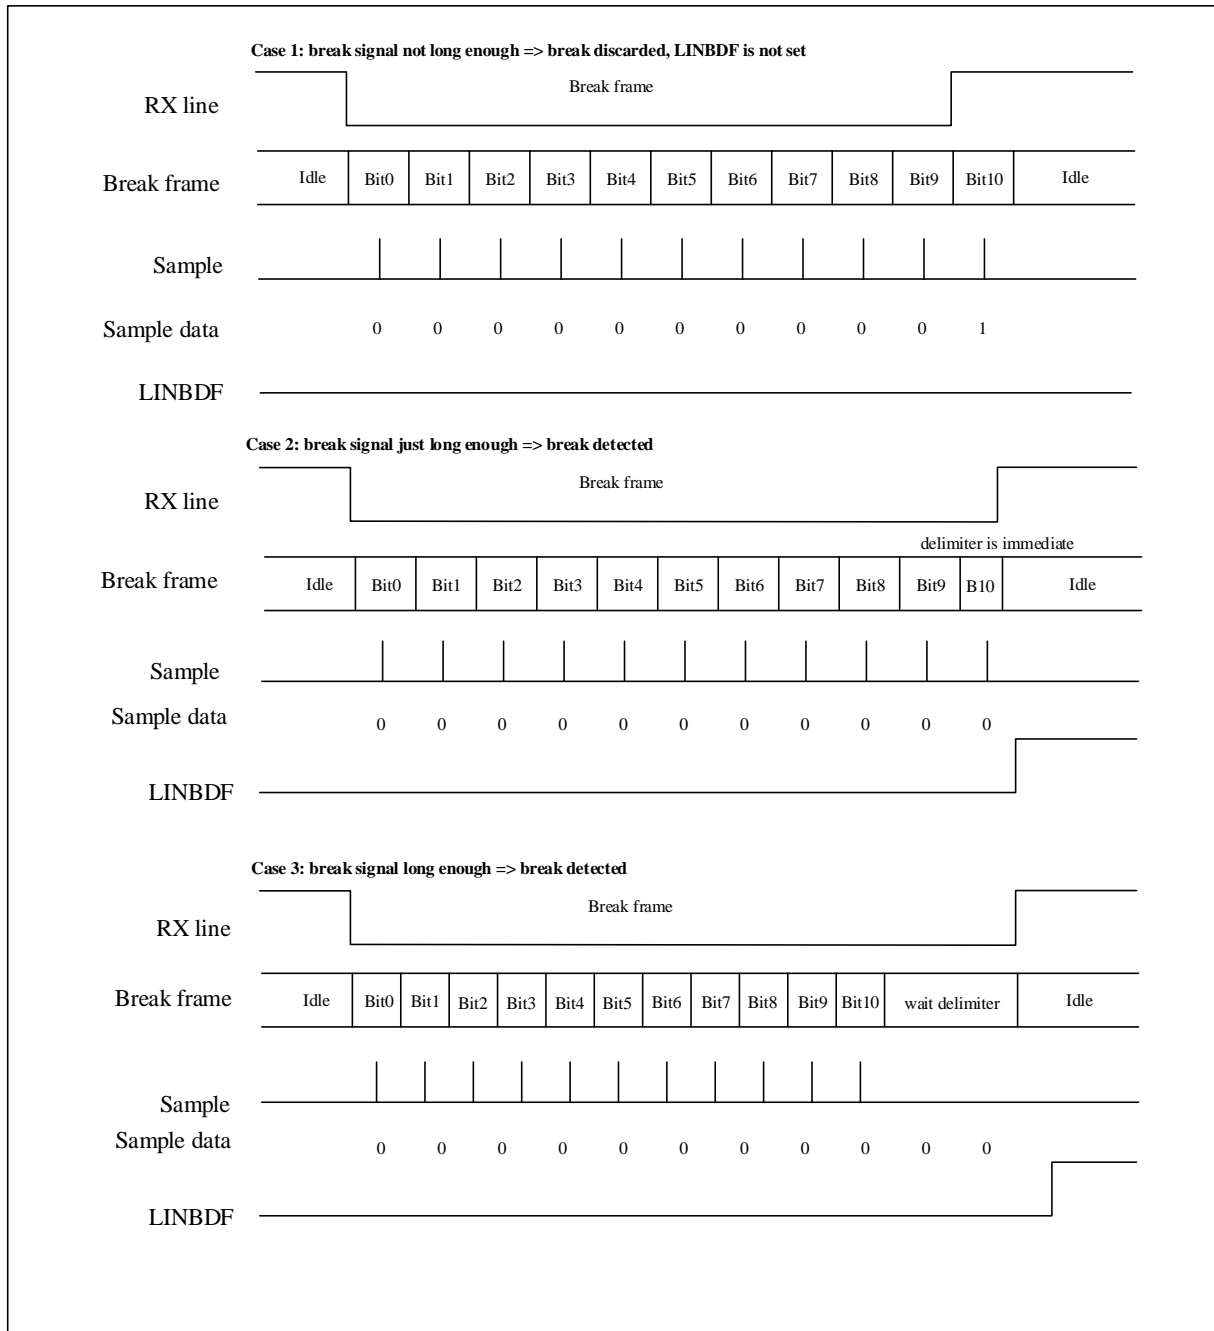 Case 1: break signal not long enough => break discarded, LINBDF is not set
RX line
Break frame
Break frame
Idle Bit0 Bit1 Bit2 Bit3 Bit4 Bit5 Bit6 Bit7 Bit8 Bit9 Bit10 Idle
Sample
Sample data
0 0 0 0 0 0 0 0 0 0 1
LINBDF
Case 2: break signal just long enough => break detected
RX line
Break frame
delimiter is immediate
Break frame
Idle Bit0 Bit1 Bit2 Bit3 Bit4 Bit5 Bit6 Bit7 Bit8 Bit9 B10 Idle
Sample
Sample data
0 0 0 0 0 0 0 0 0 0 0
LINBDF
Case 3: break signal long enough => break detected
RX line
Break frame
Break frame
Idle Bit0 Bit1 Bit2 Bit3 Bit4 Bit5 Bit6 Bit7 Bit8 Bit9 Bit10 wait delimiter Idle
Sample
Sample data
0 0 0 0 0 0 0 0 0 0 0
LINBDF